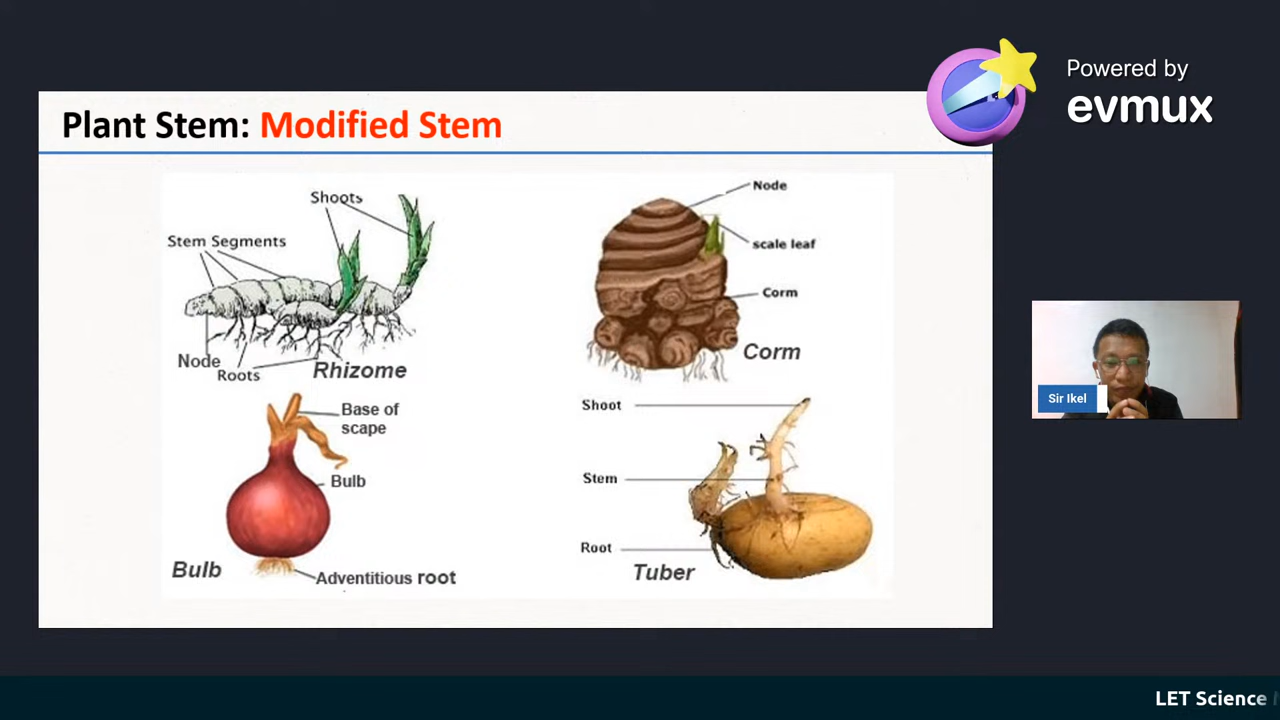 Powered by
evmux
Plant Stem: Modified Stem
Shoots
Stem Segments
Node
Roots
Rhizome
Node
scale leaf
Corm
Corm
Base of
scape
Bulb
Bulb
Adventitious root
Shoot
Stem
Root
Tuber
Sir Ikel
LET Science